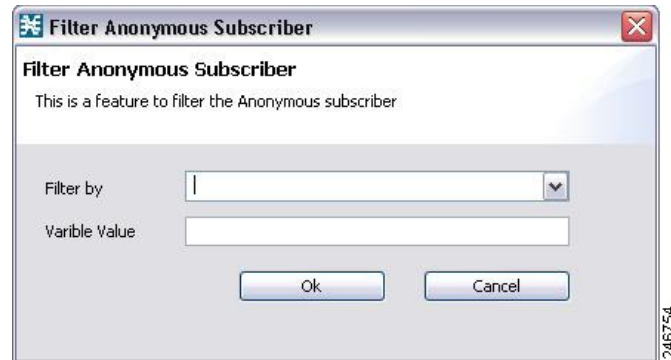 Filter Anonymous Subscriber
Filter Anonymous Subscriber
This is a feature to filter the Anonymous subscriber
Filter by
Varible Value
Ok
Cancel
246754